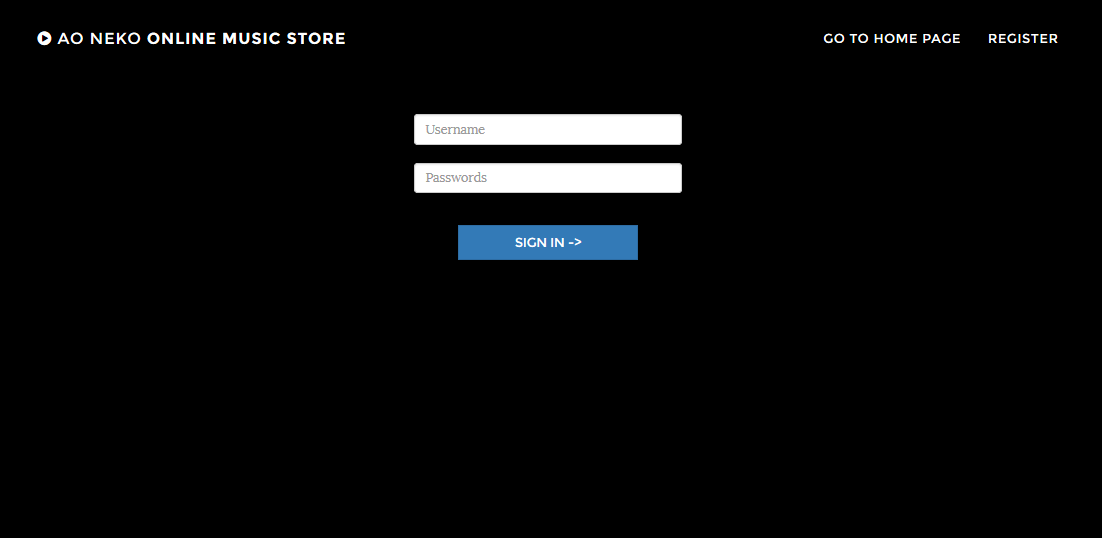 AO NEKO ONLINE MUSIC STORE
GO TO HOME PAGE
REGISTER
Username
Passwords
SIGN IN ->